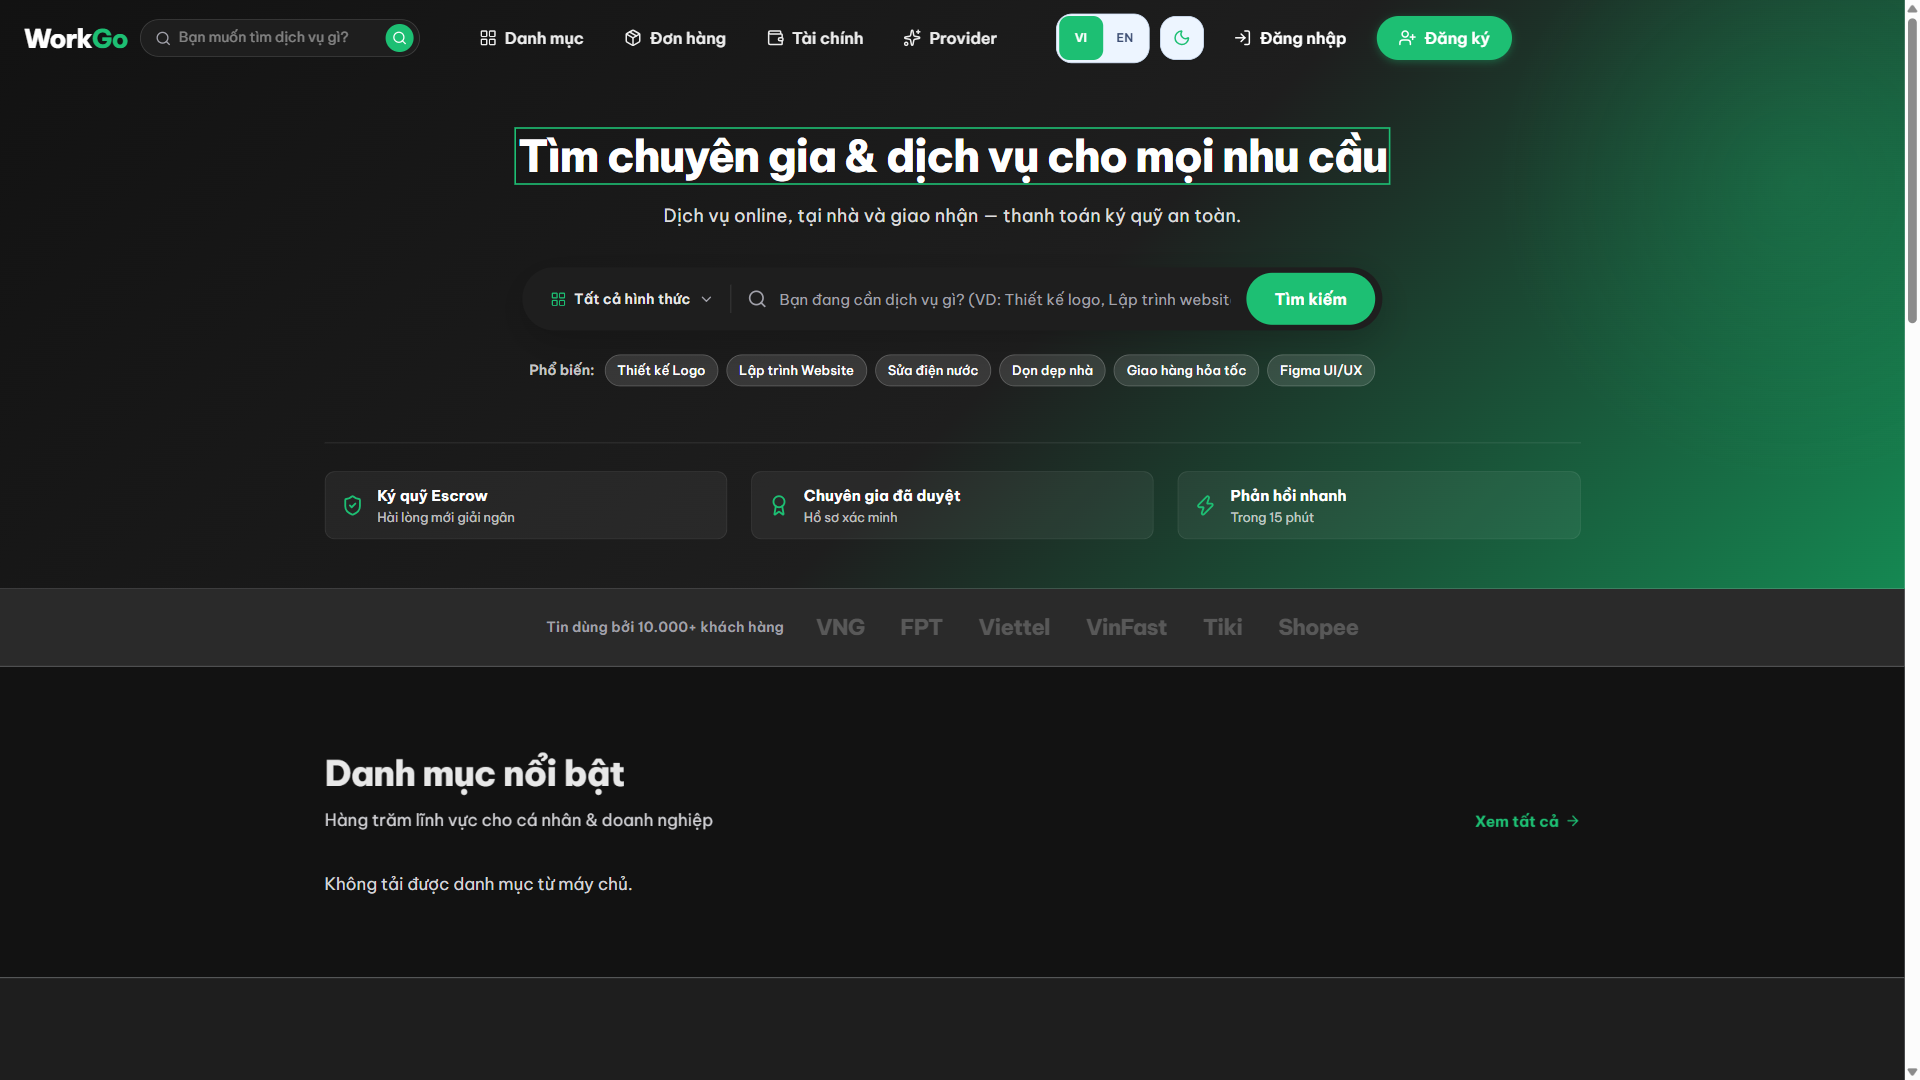 WorkGo
Bạn muốn tìm dịch vụ gì?
Danh mục
Đơn hàng
Tài chính
Provider
VI
EN
Đăng nhập
Đăng ký
Tìm chuyên gia & dịch vụ cho mọi nhu cầu
Dịch vụ online, tại nhà và giao nhận — thanh toán ký quỹ an toàn.
Tất cả hình thức
Bạn đang cần dịch vụ gì? (VD: Thiết kế logo, Lập trình websit
Tìm kiếm
Phổ biến:
Thiết kế Logo
Lập trình Website
Sửa điện nước
Dọn dẹp nhà
Giao hàng hỏa tốc
Figma UI/UX
Ký quỹ Escrow
Hài lòng mới giải ngân
Chuyên gia đã duyệt
Hồ sơ xác minh
Phản hồi nhanh
Trong 15 phút
Tin dùng bởi 10.000+ khách hàng
VNG
FPT
Viettel
VinFast
Tiki
Shopee
Danh mục nổi bật
Hàng trăm lĩnh vực cho cá nhân & doanh nghiệp
Xem tất cả
Không tải được danh mục từ máy chủ.